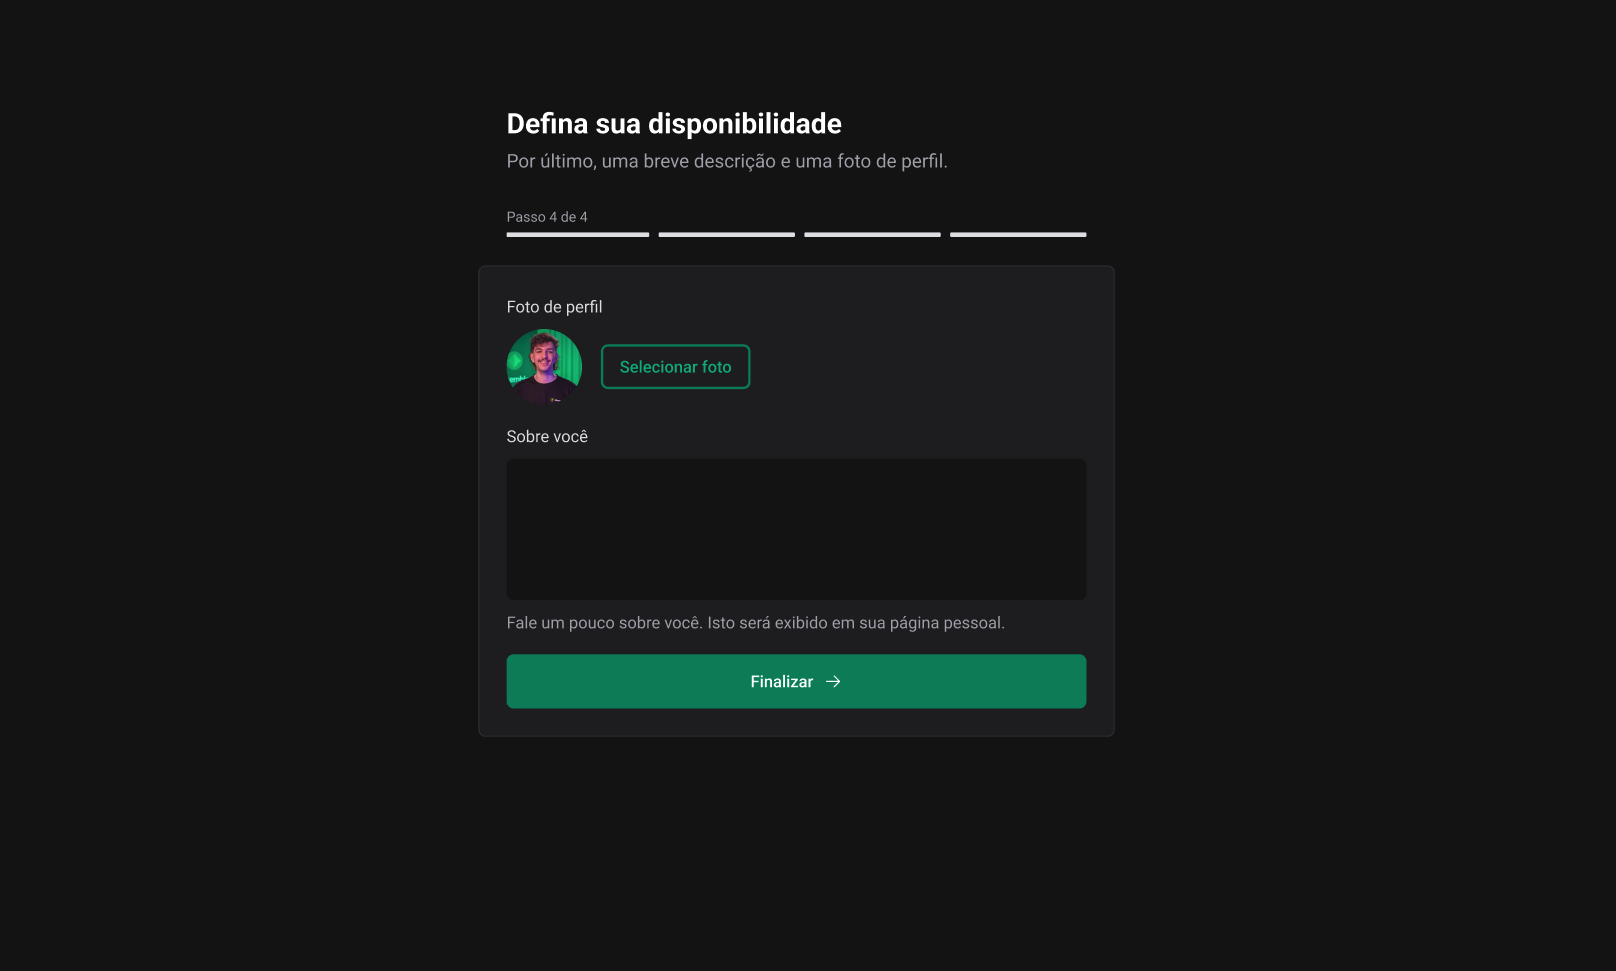 Defina sua disponibilidade
Por último, uma breve descrição e uma foto de perfil.
Passo 4 de 4
Foto de perfil
Selecionar foto
Sobre você
Fale um pouco sobre você. Isto será exibido em sua página pessoal.
Finalizar →